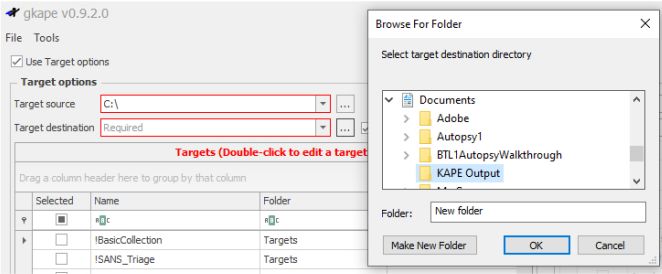 gkape v0.9.2.0
File Tools
Use Target options
Target options
Target source C:\ ...
Target destination Required ...
Targets (Double-click to edit a target
Drag a column header here to group by that column
Selected Name Folder
!BasicCollection Targets
!SANS_Triage Targets
Browse For Folder
Select target destination directory
Documents
Adobe
Autopsy1
BTL1AutopsyWalkthrough
KAPE Output
Folder: New folder
Make New Folder OK Cancel